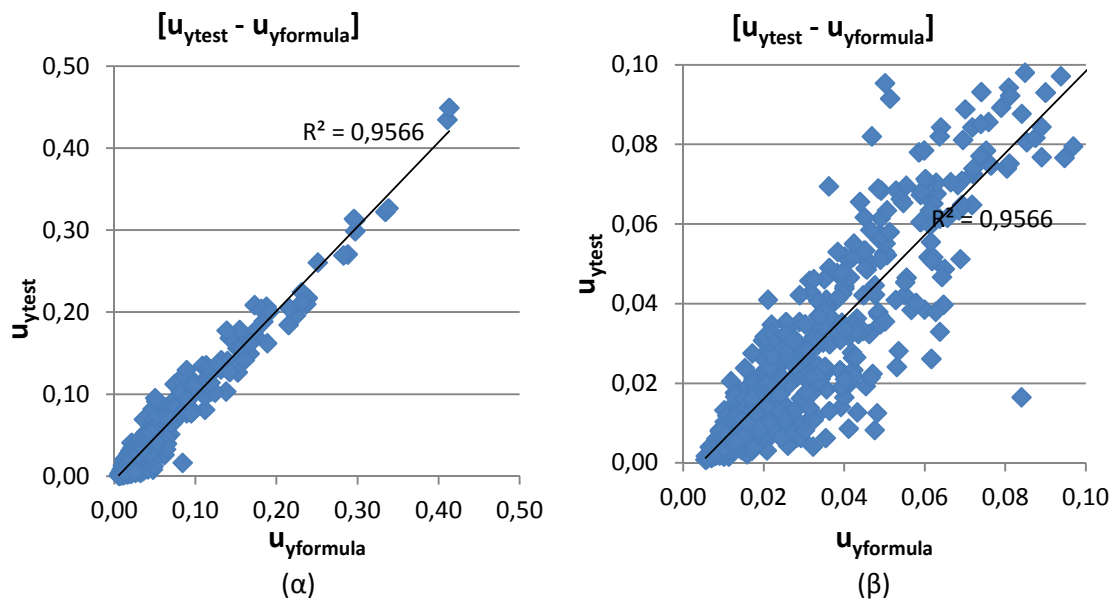 [uytest - uyformula]
0,50
0,40
0,30
0,20
0,10
0,00
R² = 0,9566
uytest
0,00 0,10 0,20 0,30 0,40 0,50
uyformula
(α)
[uytest - uyformula]
0,10
0,08
0,06
0,04
0,02
0,00
R² = 0,9566
uytest
0,00 0,02 0,04 0,06 0,08 0,10
uyformula
(β)